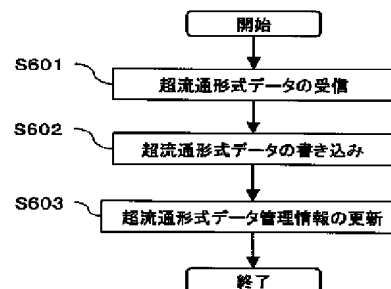 開始
S601
超流通形式データの受信
S602
超流通形式データの書き込み
S603
超流通形式データ管理情報の更新
終了